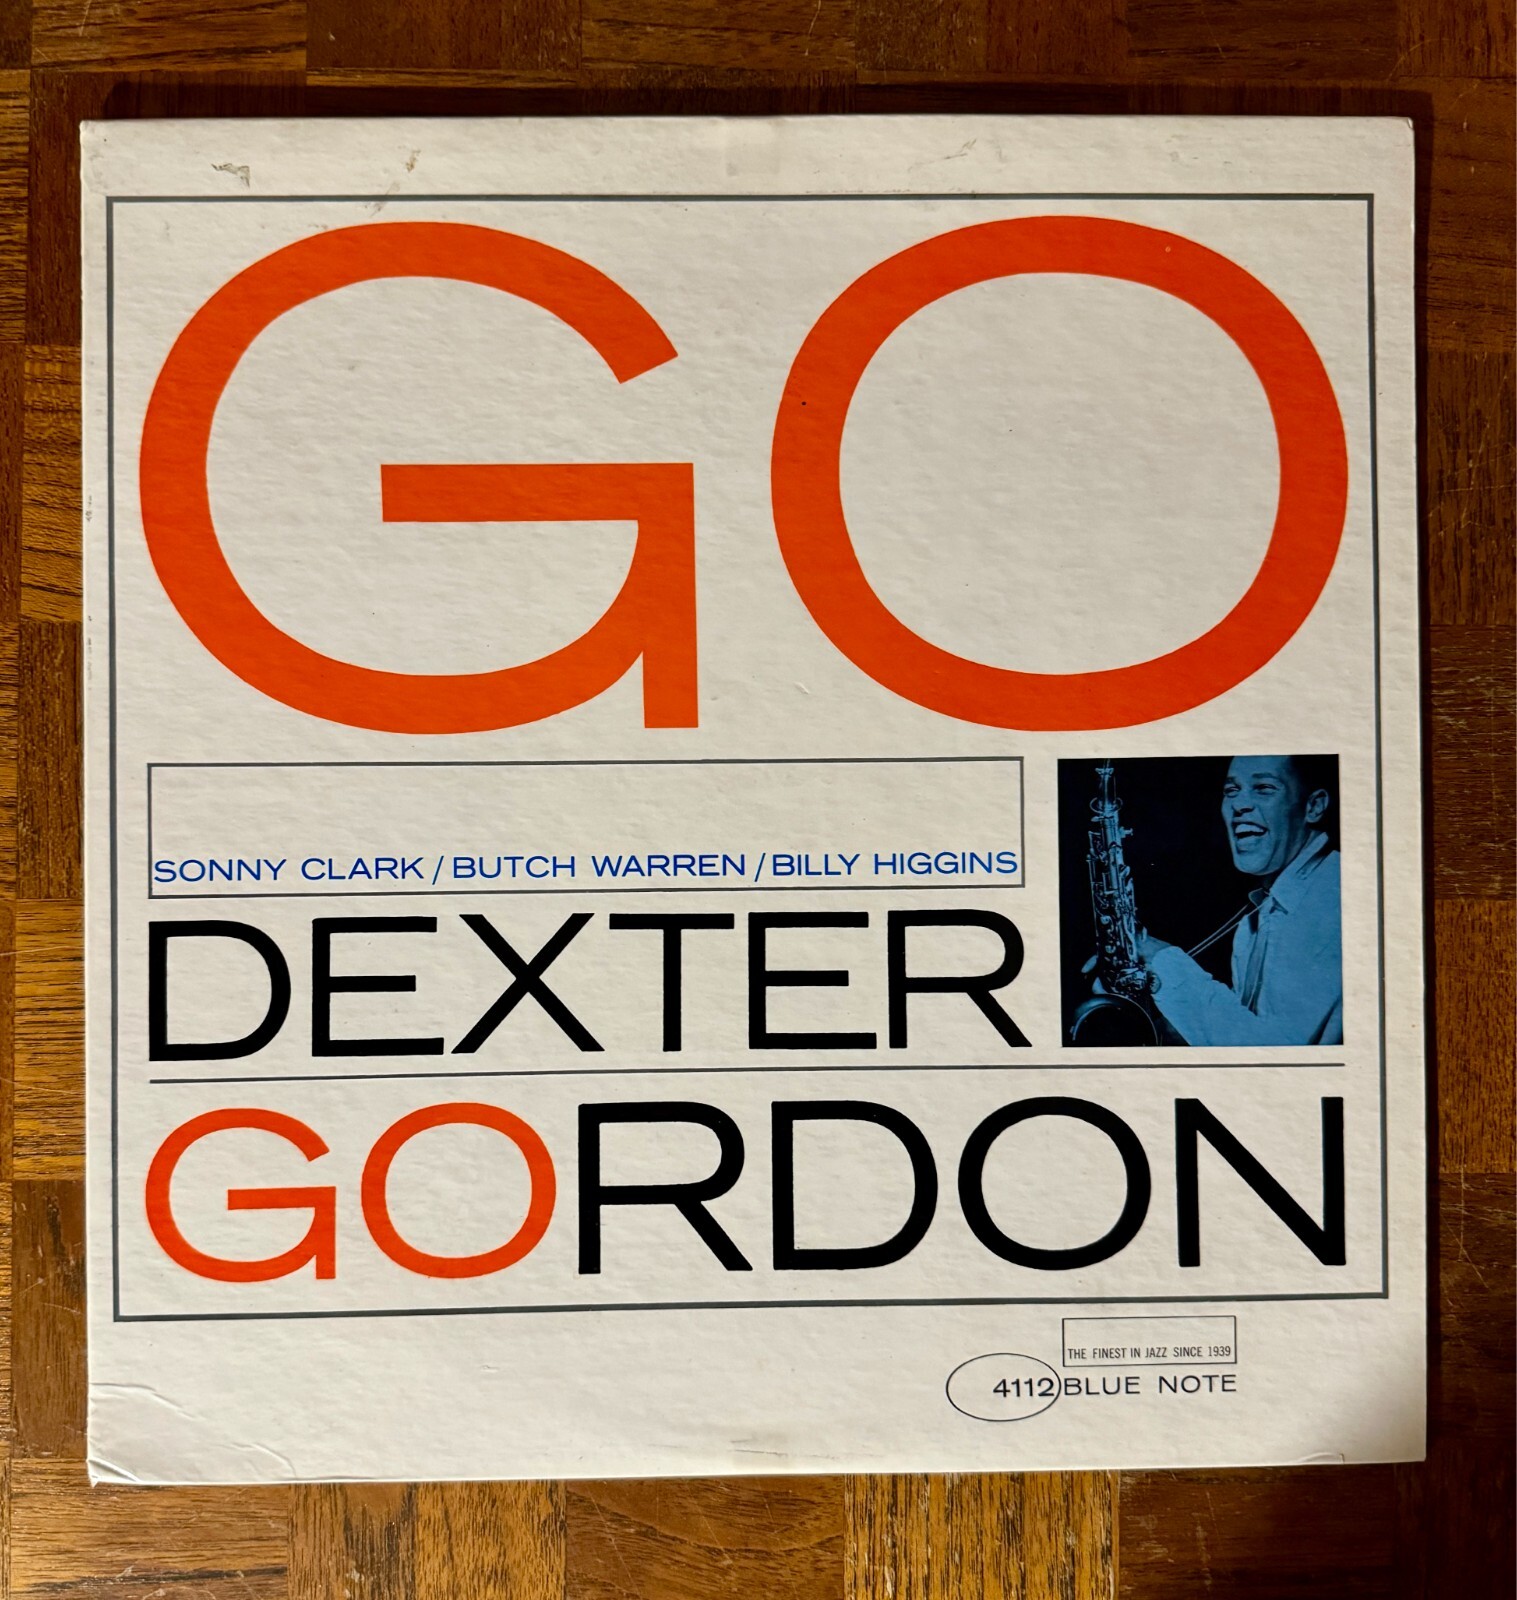 GO
SONNY CLARK/BUTCH WARREN/BILLY HIGGINS
DEXTER
GORDON
THE FINEST IN JAZZ SINCE 1939
4112 BLUE NOTE